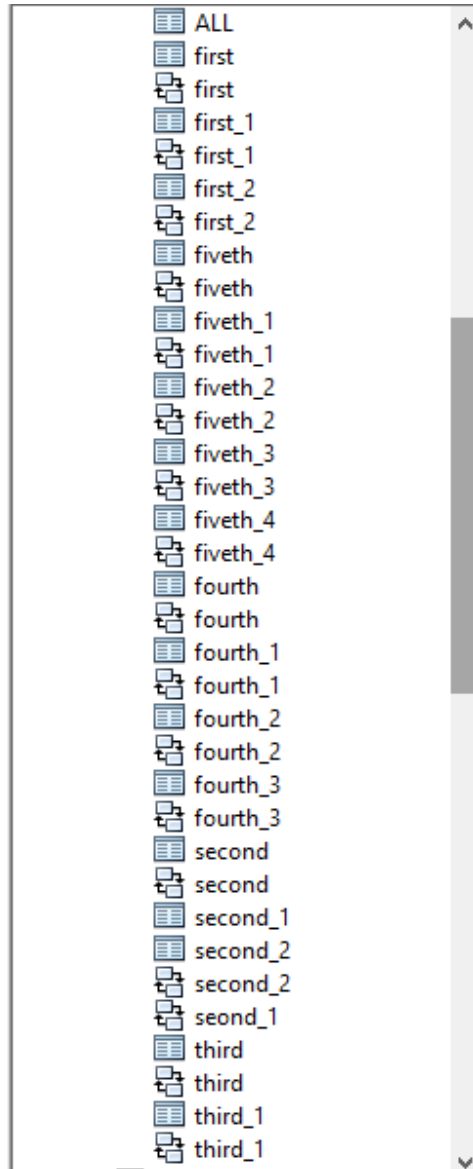 ALL
first
first
first_1
first_1
first_2
first_2
fiveth
fiveth
fiveth_1
fiveth_1
fiveth_2
fiveth_2
fiveth_3
fiveth_3
fiveth_4
fiveth_4
fourth
fourth
fourth_1
fourth_1
fourth_2
fourth_2
fourth_3
fourth_3
second
second
second_1
second_2
second_2
seond_1
third
third
third_1
third_1